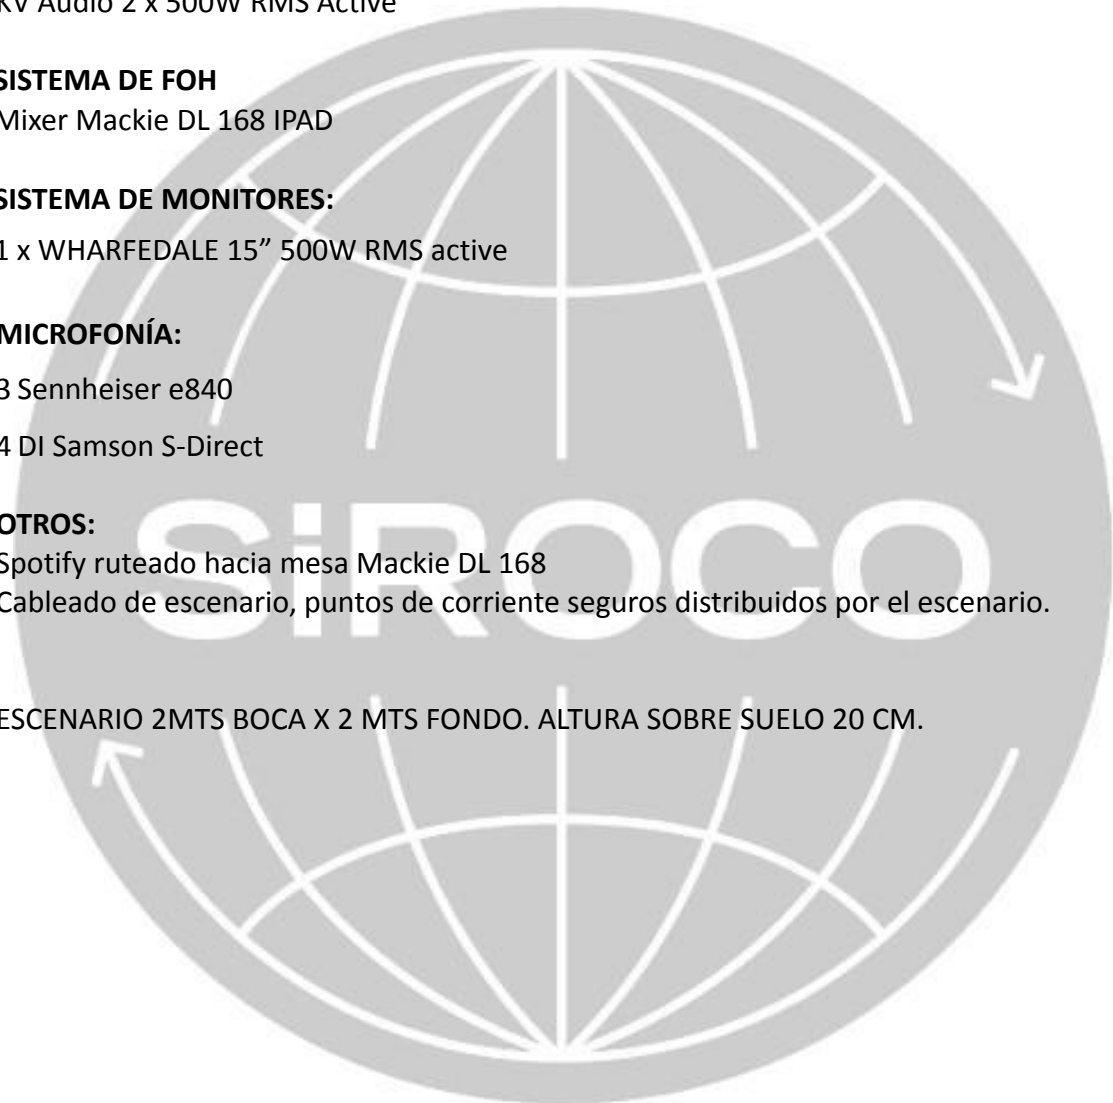 KV Audio 2 x 500W RMS Active
SISTEMA DE FOH
Mixer Mackie DL 168 IPAD
SISTEMA DE MONITORES:
1 x WHARFEDALE 15” 500W RMS active
MICROFONÍA:
3 Sennheiser e840
4 DI Samson S-Direct
OTROS:
Spotify ruteado hacia mesa Mackie DL 168
Cableado de escenario, puntos de corriente seguros distribuidos por el escenario.
SiROCO
ESCENARIO 2MTS BOCA X 2 MTS FONDO. ALTURA SOBRE SUELO 20 CM.